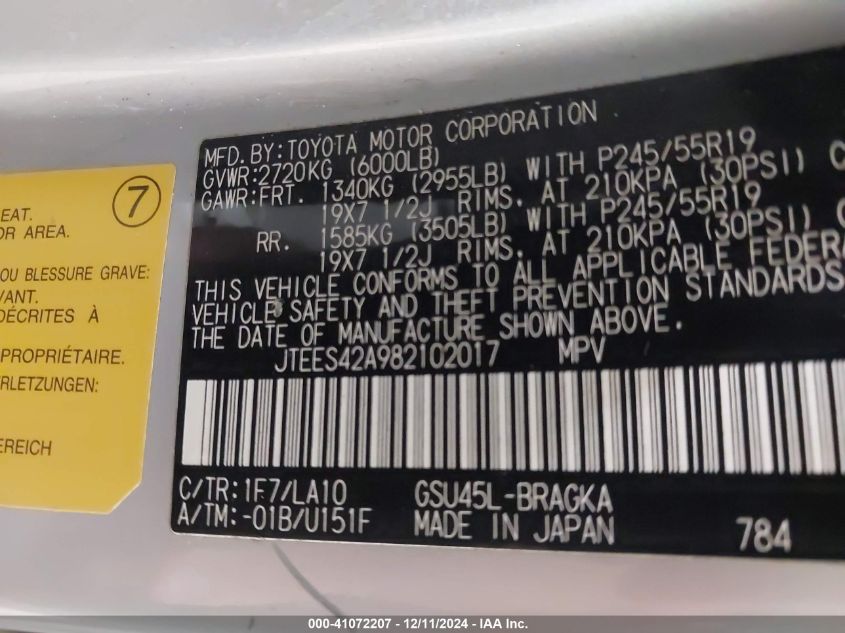 7
EAT.
OR AREA.
OU BLESSURE GRAVE:
VANT.
DÉCRITES À
PROPRIÉTAIRE.
ERLETZUNGEN:
EREICH
MFD. BY: TOYOTA MOTOR CORPORATION
GVWR: 2720KG (6000LB)
GAWR: FRT. 1340KG (2955LB) WITH P245/55R19
19X7 1/2J RIMS. AT 210KPA (30PSI) C
RR. 1585KG (3505LB) WITH P245/55R19
19X7 1/2J RIMS. AT 210KPA (30PSI)
THIS VEHICLE CONFORMS TO ALL APPLICABLE FEDERA
VEHICLE SAFETY AND THEFT PREVENTION STANDARDS
THE DATE OF MANUFACTURE SHOWN ABOVE.
JTEES42A982102017 MPV
C/TR: 1F7/LA10 GSU45L-BRAGKA
A/TM: -01B/U151F MADE IN JAPAN 784
000-41072207 - 12/11/2024 - IAA Inc.